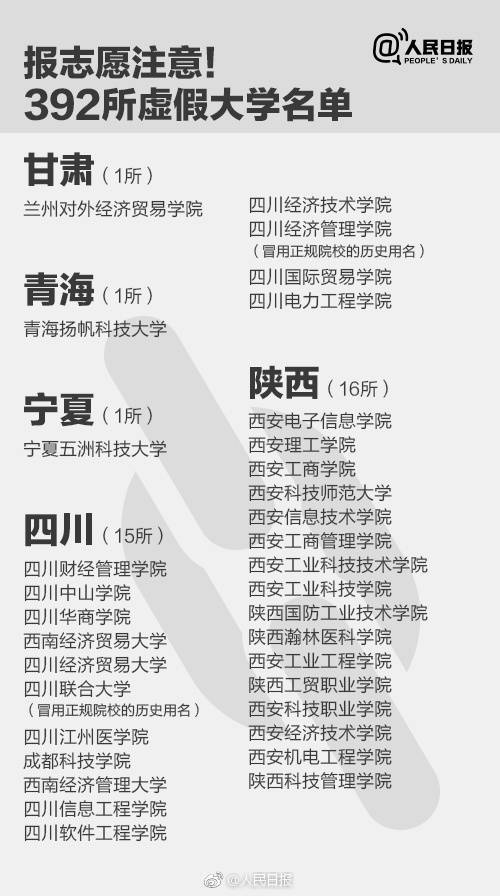 @人民日报
PEOPLE'S DAILY
报志愿注意！
392所虚假大学名单
甘肃（1所）
兰州对外经济贸易学院
青海（1所）
青海扬帆科技大学
宁夏（1所）
宁夏五洲科技大学
四川（15所）
四川财经管理学院
四川中山学院
四川华商学院
西南经济贸易大学
四川经济贸易大学
四川联合大学
（冒用正规院校的历史用名）
四川江州医学院
成都科技学院
西南经济管理大学
四川信息工程学院
四川软件工程学院
四川经济技术学院
四川经济管理学院
（冒用正规院校的历史用名）
四川国际贸易学院
四川电力工程学院
陕西（16所）
西安电子信息学院
西安理工学院
西安工商学院
西安科技师范大学
西安信息技术学院
西安工商管理学院
西安工业科技技术学院
西安工业科技学院
陕西国防工业技术学院
陕西瀚林医科学院
西安工业工程学院
陕西工贸职业学院
西安科技职业学院
西安经济技术学院
西安机电工程学院
陕西科技管理学院
@人民日报